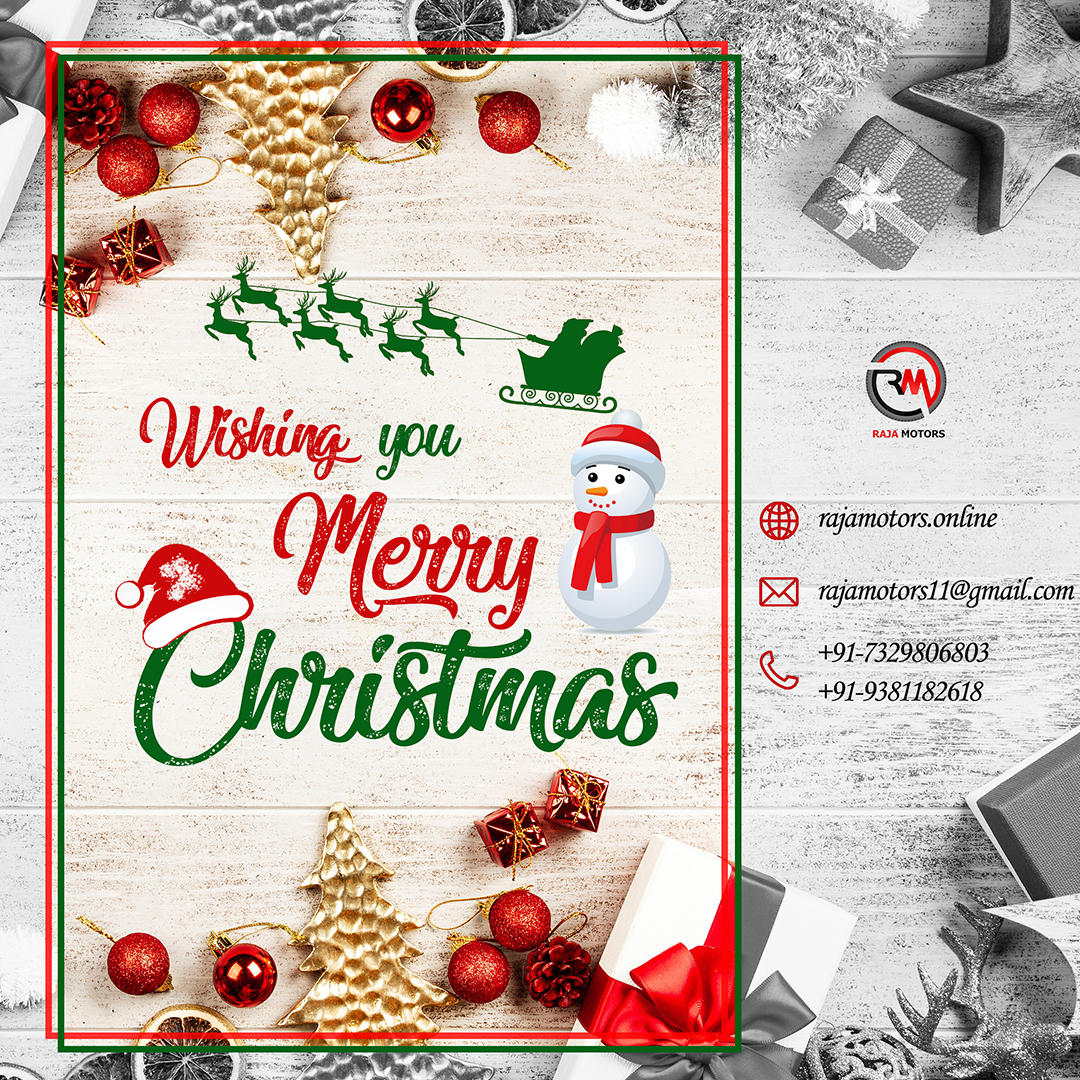 Wishing you
Merry
Christmas
RM
RAJA MOTORS
rajamotors.online
rajamotors11@gmail.com
+91-7329806803
+91-9381182618